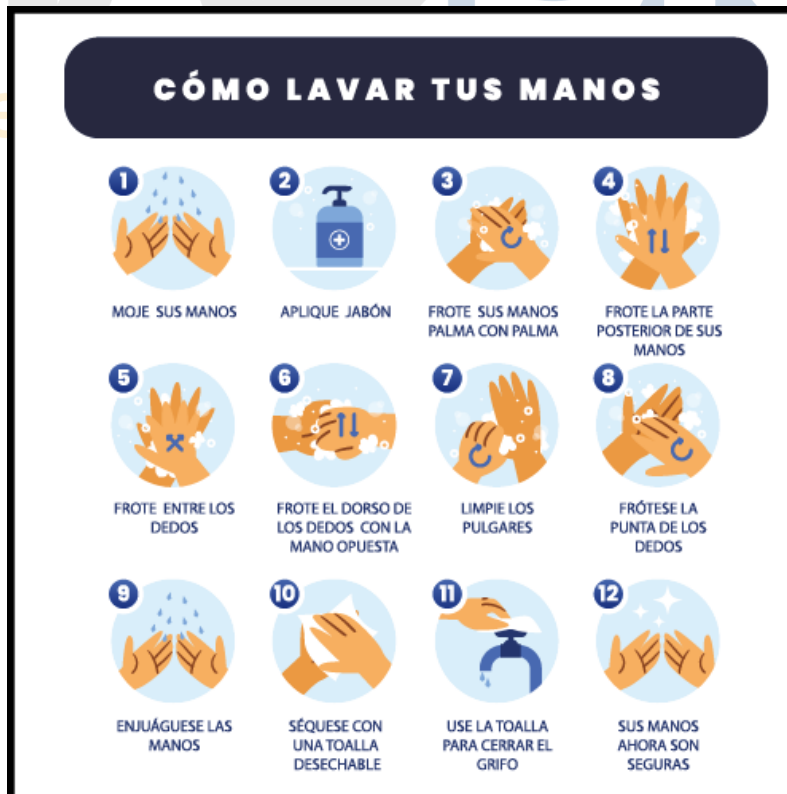 CÓMO LAVAR TUS MANOS
1
MOJE SUS MANOS
2
APLIQUE JABÓN
3
FROTE SUS MANOS
PALMA CON PALMA
4
FROTE LA PARTE
POSTERIOR DE SUS
MANOS
5
FROTE ENTRE LOS
DEDOS
6
FROTE EL DORSO DE
LOS DEDOS CON LA
MANO OPUESTA
7
LIMPIE LOS
PULGARES
8
FRÓTESE LA
PUNTA DE LOS
DEDOS
9
ENJUÁGUESE LAS
MANOS
10
SÉQUESE CON
UNA TOALLA
DESECHABLE
11
USE LA TOALLA
PARA CERRAR EL
GRIFO
12
SUS MANOS
AHORA SON
SEGURAS